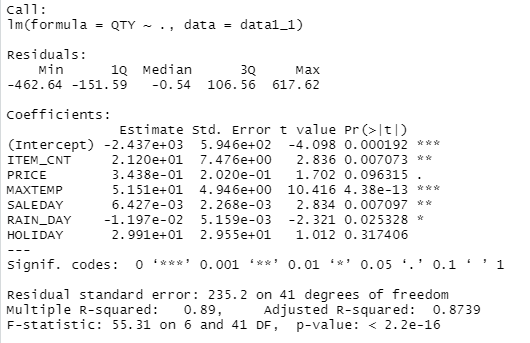 Call:
lm(formula = QTY ~ ., data = data1_1)
Residuals:
Min 1Q Median 3Q Max
-462.64 -151.59 -0.54 106.56 617.62
Coefficients:
Estimate Std. Error t value Pr(>|t|)
(Intercept) -2.437e+03 5.946e+02 -4.098 0.000192 ***
ITEM_CNT 2.120e+01 7.476e+00 2.836 0.007073 **
PRICE 3.438e-01 2.020e-01 1.702 0.096315 .
MAXTEMP 5.151e+01 4.946e+00 10.416 4.38e-13 ***
SALEDAY 6.427e-03 2.268e-03 2.834 0.007097 **
RAIN_DAY -1.197e-02 5.159e-03 -2.321 0.025328 *
HOLIDAY 2.991e+01 2.955e+01 1.012 0.317406
---
Signif. codes: 0 ‘***’ 0.001 ‘**’ 0.01 ‘*’ 0.05 ‘.’ 0.1 ‘ ’ 1
Residual standard error: 235.2 on 41 degrees of freedom
Multiple R-squared: 0.89, Adjusted R-squared: 0.8739
F-statistic: 55.31 on 6 and 41 DF, p-value: < 2.2e-16